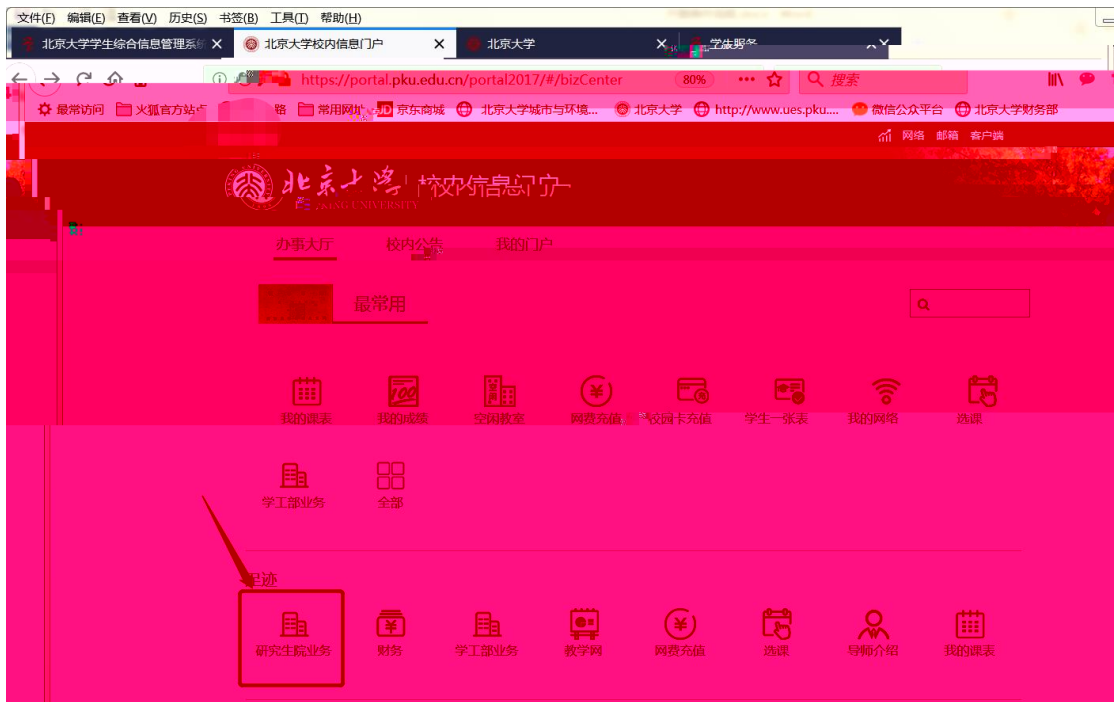 文件(F) 编辑(E) 查看(V) 历史(S) 书签(B) 工具(T) 帮助(H)
北京大学学生综合信息管理系统 北京大学校内信息门户 北京大学 学生服务
https://portal.pku.edu.cn/portal2017/#/bizCenter 80% 搜索
最常访问 火狐官方站点 路 常用网址 JD 京东商城 北京大学城市与环境... 北京大学 http://www.ues.pku.... 微信公众平台 北京大学财务部
网络 邮箱 客户端
北京大学 校内信息门户
PEKING UNIVERSITY
办事大厅 校内公告 我的门户
最常用
我的课表 我的成绩 空闲教室 网费充值 校园卡充值 学生一张表 我的网络 选课
学工部业务 全部
足迹
研究生院业务 财务 学工部业务 教学网 网费充值 选课 导师介绍 我的课表